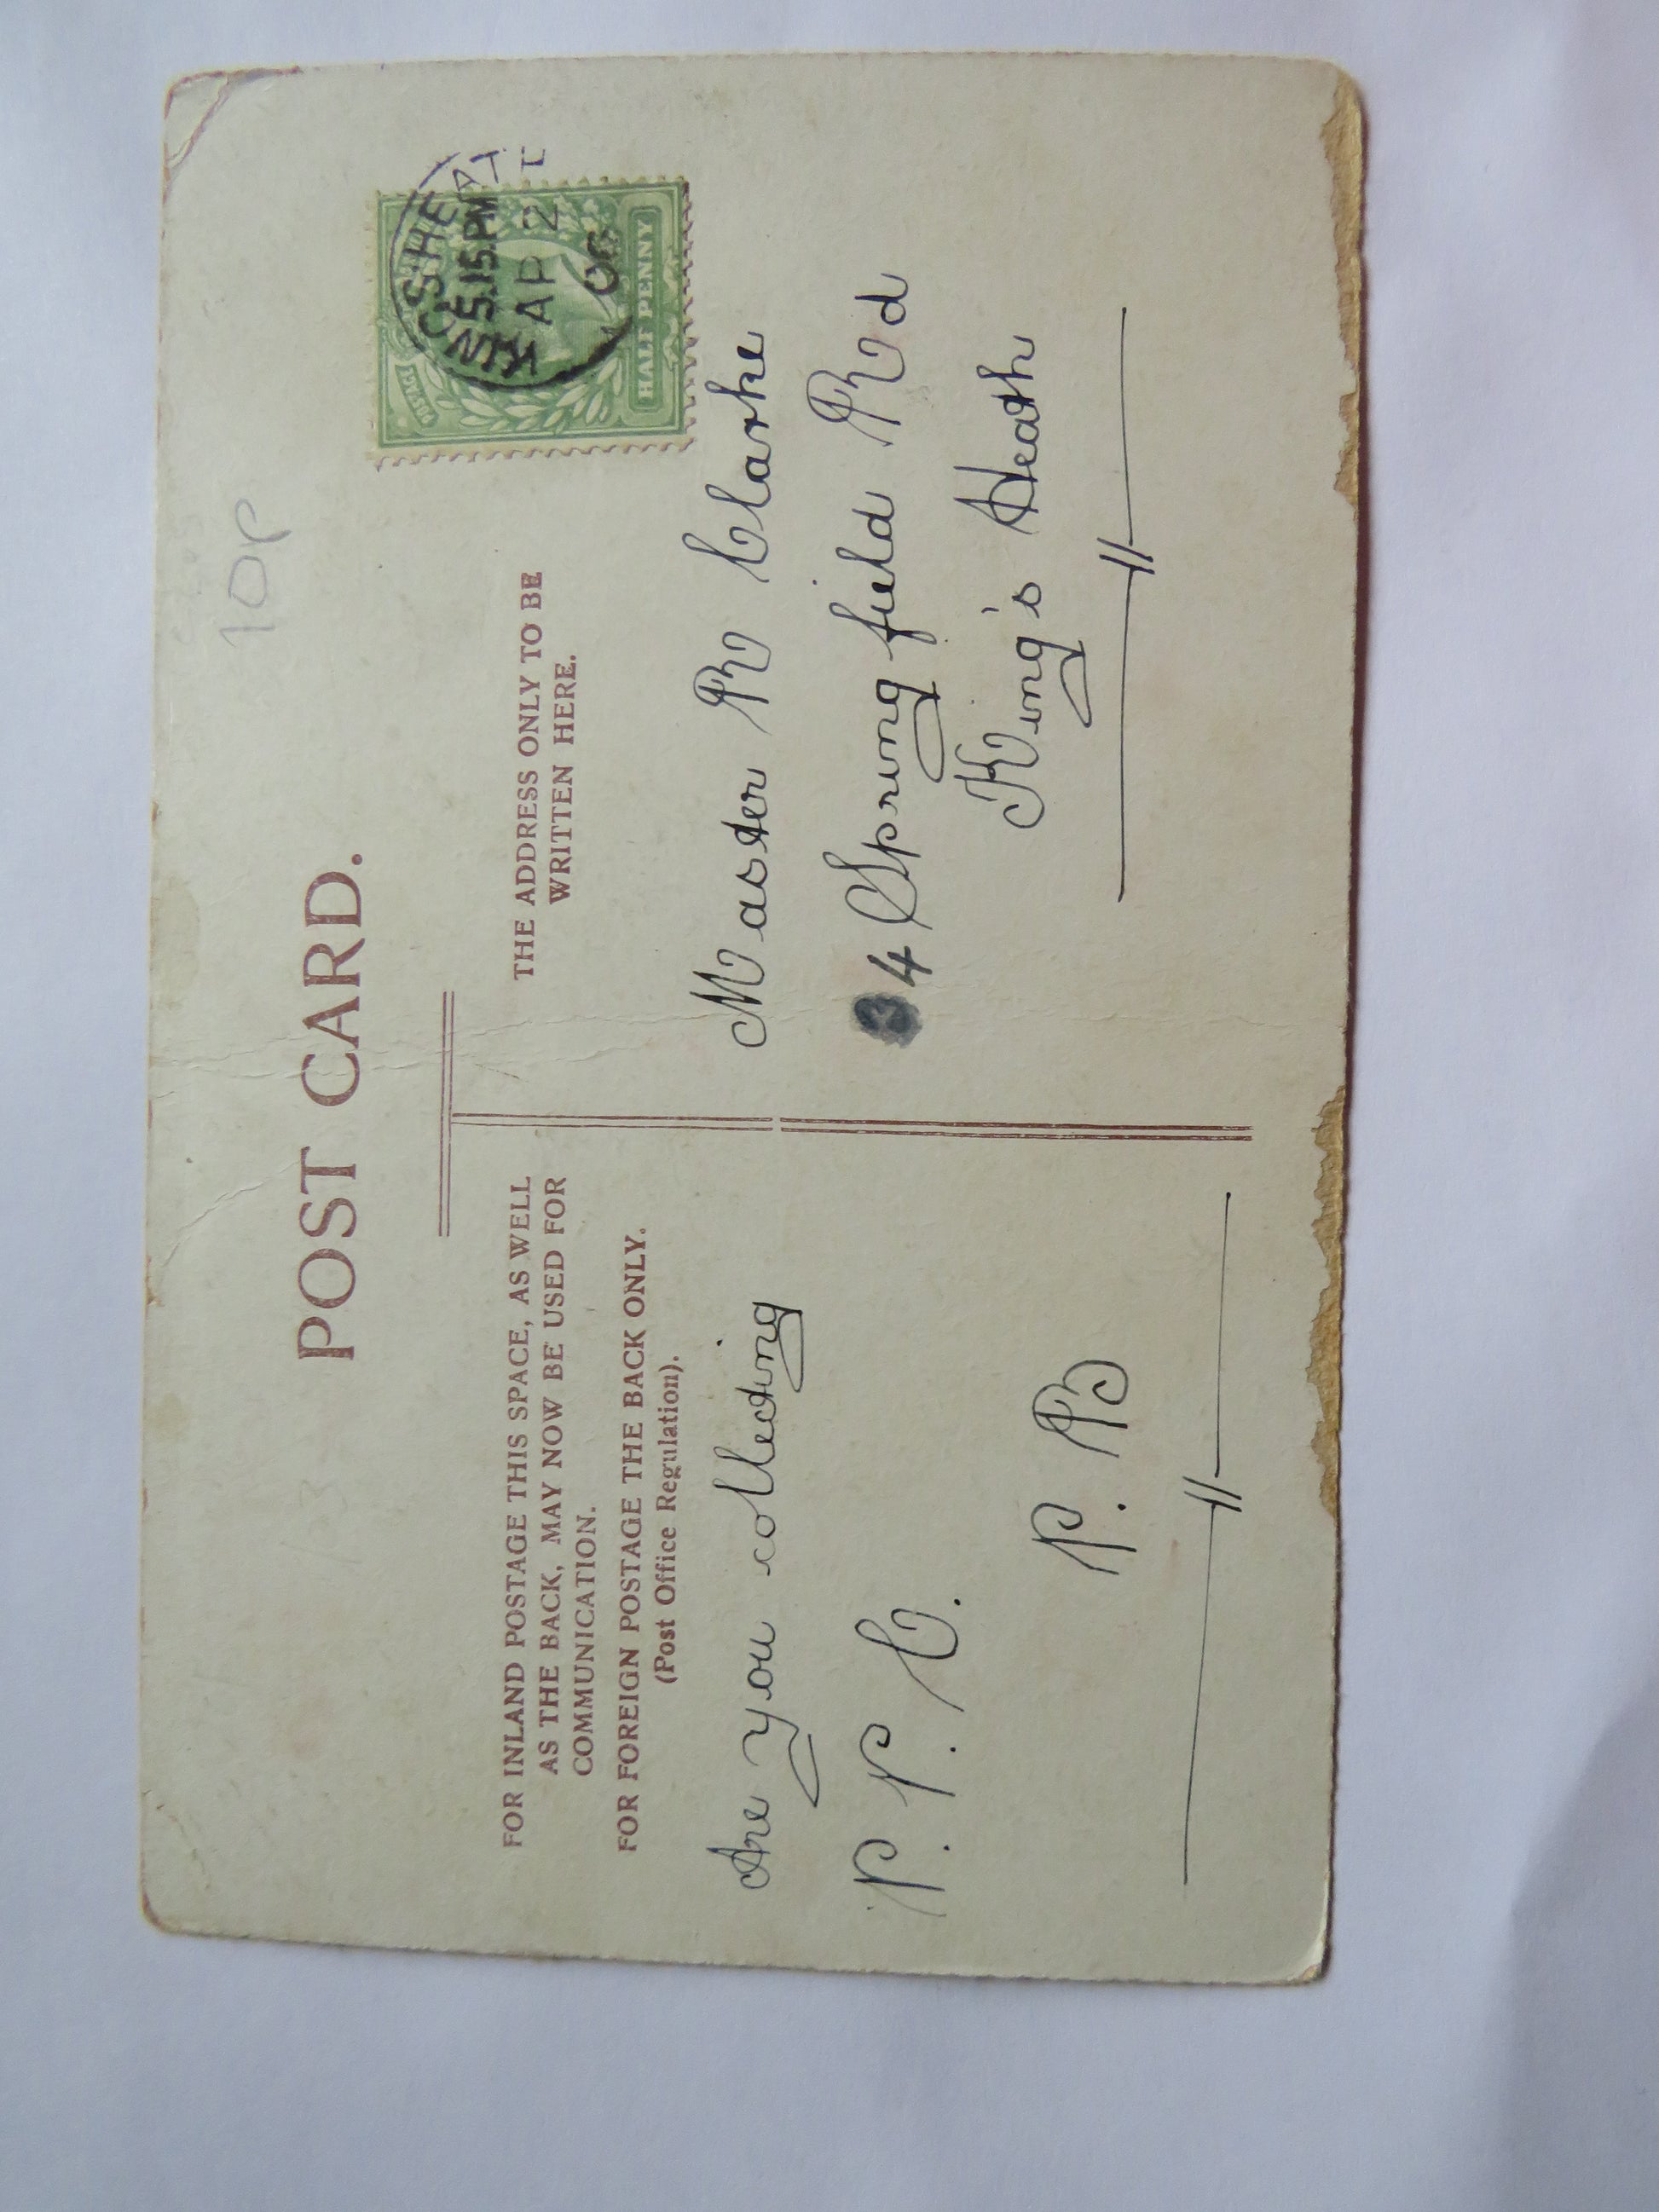 10p
POST CARD.
FOR INLAND POSTAGE THIS SPACE, AS WELL
AS THE BACK, MAY NOW BE USED FOR
COMMUNICATION.
FOR FOREIGN POSTAGE THE BACK ONLY.
(Post Office Regulation).
Are you collecting
P. P. C.
P. B
THE ADDRESS ONLY TO BE
WRITTEN HERE.
Master R Clarke
4 Springfield Rd
King's Heath
5.15 PM
AP 2
06
HALF PENNY